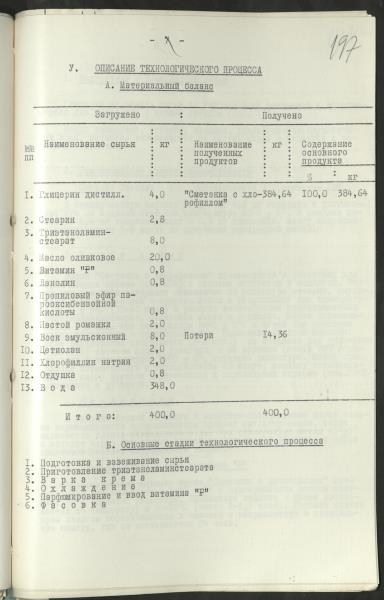 197
У. ОПИСАНИЕ ТЕХНОЛОГИЧЕСКОГО ПРОЦЕССА
А. Материальный баланс
Загружено : Получено
№№ пп Наименование сырья кг Наименование полученных продуктов кг Содержание основного продукта
% кг
1. Глицерин дистилл. 4,0 "Сметанка с хло- 384,64 100,0 384,64
рофиллом"
2. Стеарин 2,8
3. Триэтаноламин-
стеарат 8,0
4. Масло оливковое 20,0
5. Витамин "F" 0,8
6. Ланолин 0,8
7. Пропиловый эфир па-
рооксибензойной
кислоты 0,8
8. Настой ромашки 2,0
9. Воск эмульсионный 8,0 Потери 14,36
10. Цетиолан 2,0
11. Хлорофиллин натрия 2,0
12. Отдушка 0,8
13. Вода 348,0
Итого: 400,0 400,0
Б. Основные стадии технологического процесса
1. Подготовка и взвешивание сырья
2. Приготовление триэтаноламинстеарата
3. Варка крема
4. Охлаждение
5. Парфюмирование и ввод витамина "F"
6. Фасовка